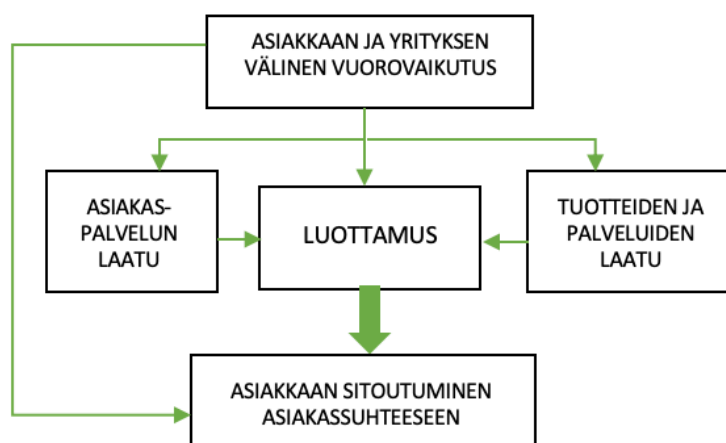 ASIAKKAAN JA YRITYKSEN
VÄLINEN VUOROVAIKUTUS
ASIAKAS-
PALVELUN
LAATU
LUOTTAMUS
TUOTTEIDEN JA
PALVELUIDEN
LAATU
ASIAKKAAN SITOUTUMINEN
ASIAKASSUHTEESEEN